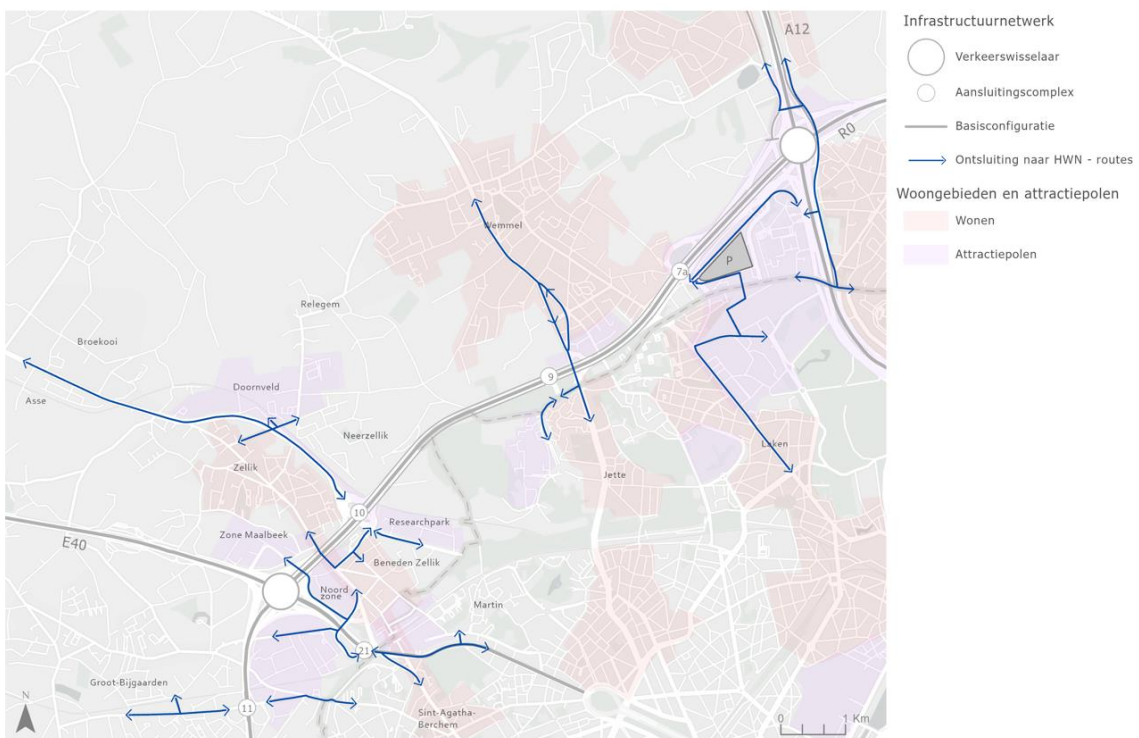 A12
R0
Wemmel
P
7a
Relegem
Broekooi
9
Doornveld
Asse
Neerzellik
Laken
Zellik
Jette
10
E40
Zone Maalbeek
Researchpark
Beneden Zellik
Noord
zone
Martin
21
Groot-Bijgaarden
11
Sint-Agatha-
Berchem
N
0 1 Km
Infrastructuurnetwerk
Verkeerswisselaar
Aansluitingscomplex
Basisconfiguratie
Ontsluiting naar HWN - routes
Woongebieden en attractiepolen
Wonen
Attractiepolen